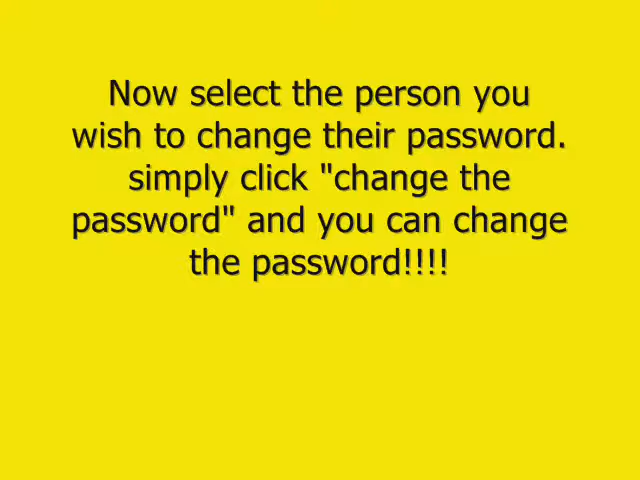 Now select the person you
wish to change their password.
simply click "change the
password" and you can change
the password!!!!